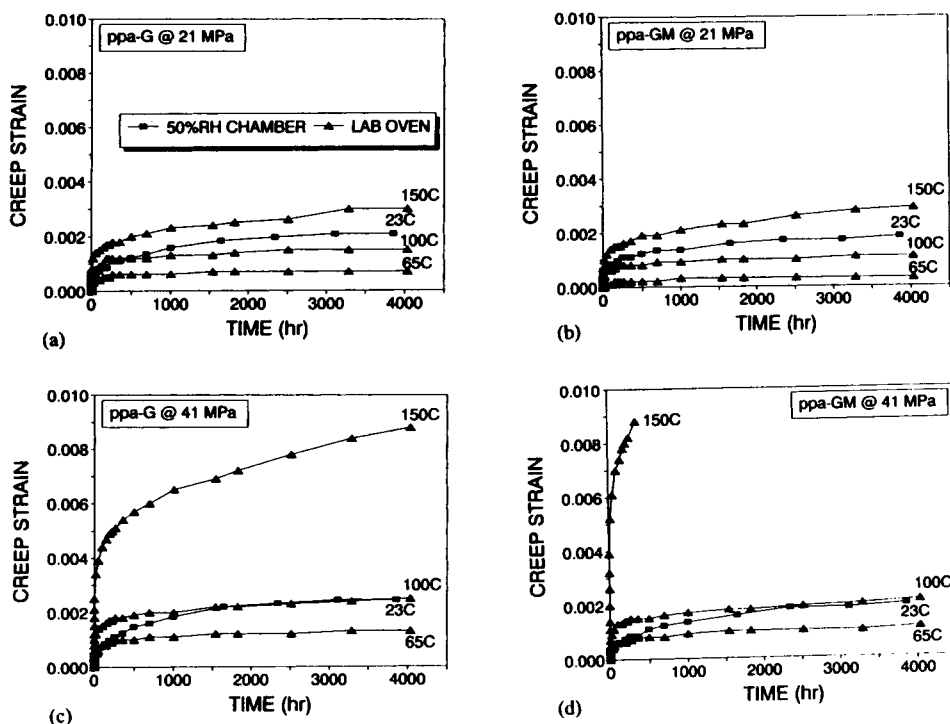 ppa-G @ 21 MPa
CREEP STRAIN
0.010
0.008
0.006
0.004
0.002
0.000
50%RH CHAMBER
LAB OVEN
150C
23C
100C
65C
0
1000
2000
3000
4000
TIME (hr)
(a)
ppa-GM @ 21 MPa
CREEP STRAIN
0.010
0.008
0.006
0.004
0.002
0.000
150C
23C
100C
65C
0
1000
2000
3000
4000
TIME (hr)
(b)
ppa-G @ 41 MPa
CREEP STRAIN
0.010
0.008
0.006
0.004
0.002
0.000
150C
100C
23C
65C
0
1000
2000
3000
4000
TIME (hr)
(c)
ppa-GM @ 41 MPa
CREEP STRAIN
0.010
0.008
0.006
0.004
0.002
0.000
150C
100C
23C
65C
0
1000
2000
3000
4000
TIME (hr)
(d)